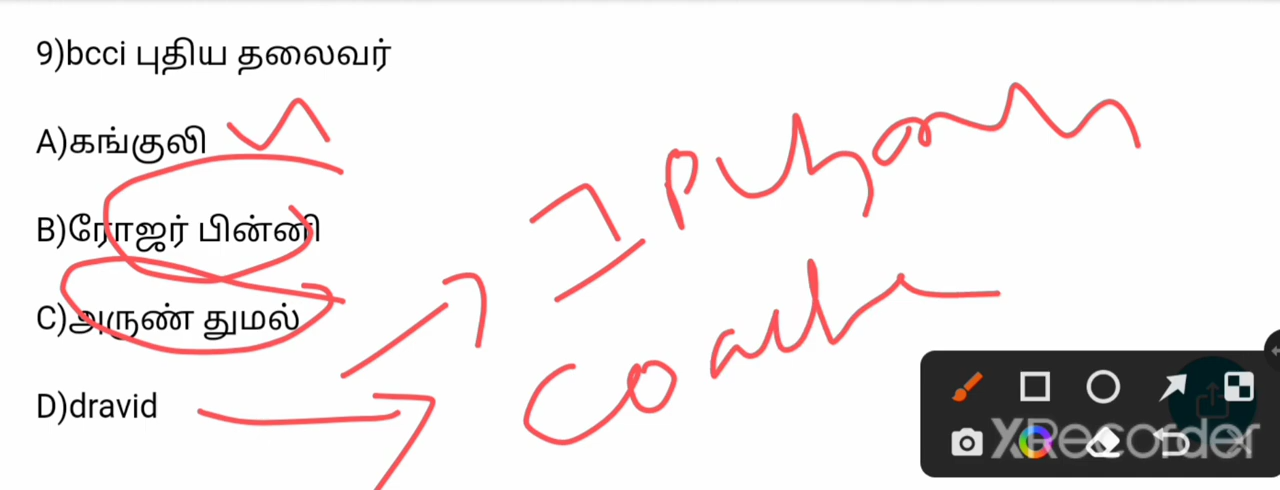 9)bcci புதிய தலைவர்
A)கங்குலி
B)ரோஜர் பின்னி
C)அருண் துமல்
D)dravid
coach
XRecorder